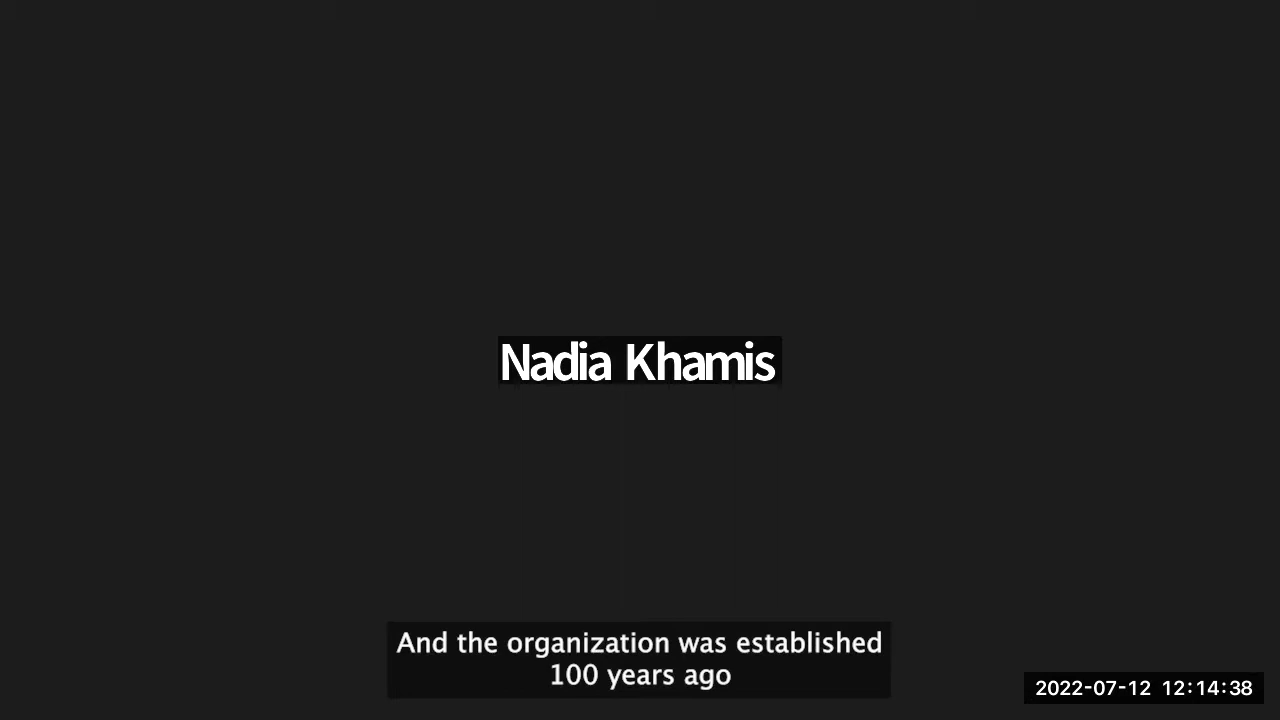 Nadia Khamis
And the organization was established
100 years ago
2022-07-12 12:14:38